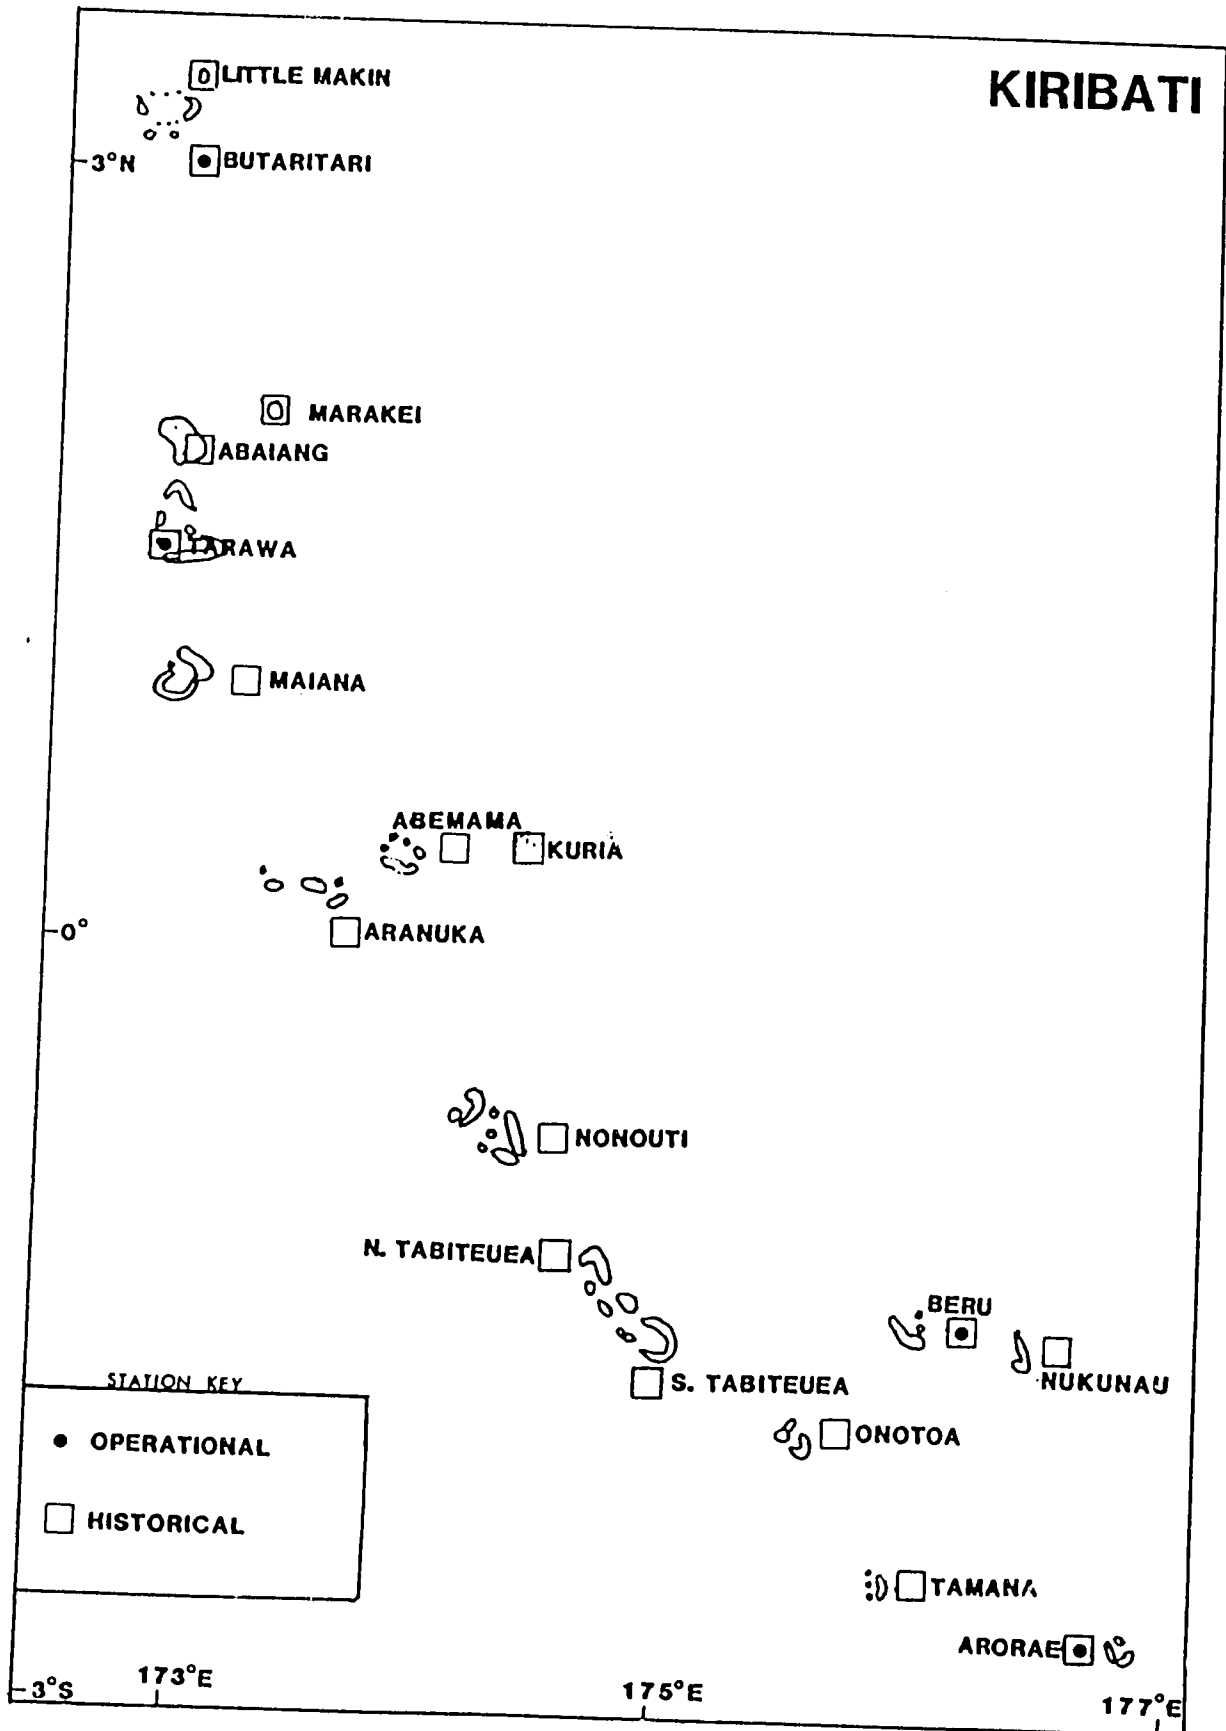 KIRIBATI
LITTLE MAKIN
3°N
BUTARITARI
MARAKEI
ABAIANG
TARAWA
MAIANA
ABEMAMA
KURIA
0°
ARANUKA
NONOUTI
N. TABITEUEA
BERU
NUKUNAU
S. TABITEUEA
ONOTOA
STATION KEY
OPERATIONAL
HISTORICAL
TAMANA
ARORAE
3°S
173°E
175°E
177°E